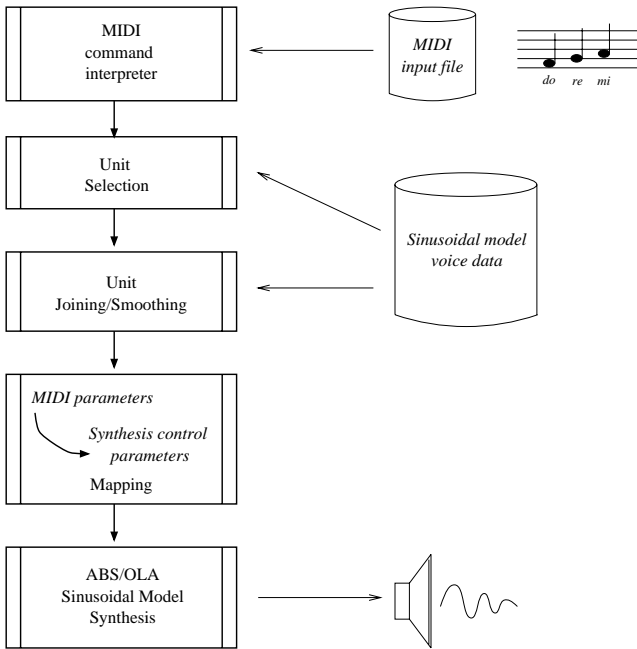 MIDI
command
interpreter
MIDI
input file
do re mi
Unit
Selection
Sinusoidal model
voice data
Unit
Joining/Smoothing
MIDI parameters
Synthesis control
parameters
Mapping
ABS/OLA
Sinusoidal Model
Synthesis